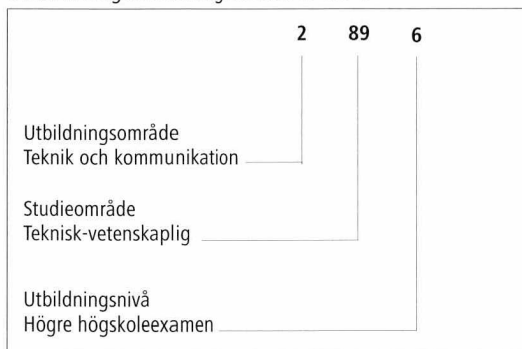 2 89 6
Utbildningsområde
Teknik och kommunikation
Studieområde
Teknisk-vetenskaplig
Utbildningsnivå
Högre högskoleexamen